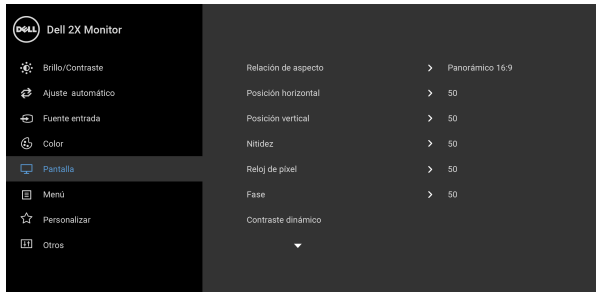 DELL Dell 2X Monitor
Brillo/Contraste
Relación de aspecto Panorámico 16:9
Ajuste automático
Posición horizontal 50
Fuente entrada
Posición vertical 50
Color
Nitidez 50
Pantalla
Reloj de píxel 50
Menú
Fase 50
Personalizar
Contraste dinámico
Otros